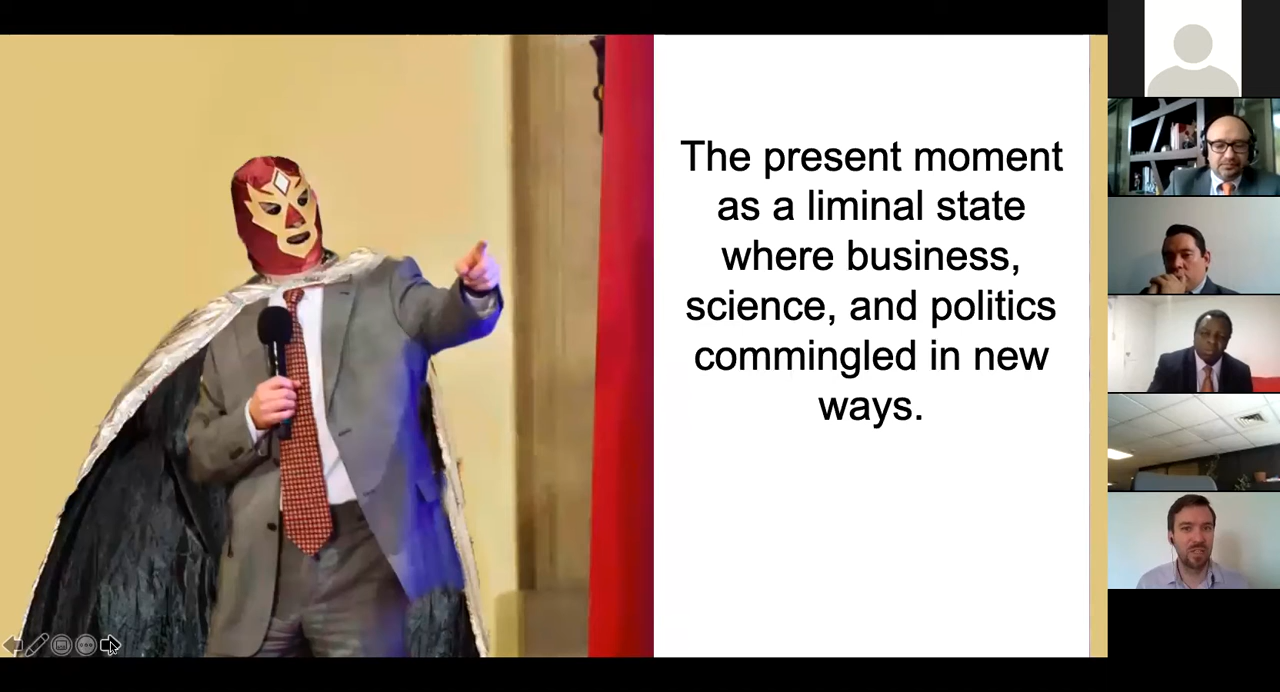 The present moment
as a liminal state
where business,
science, and politics
commingled in new
ways.